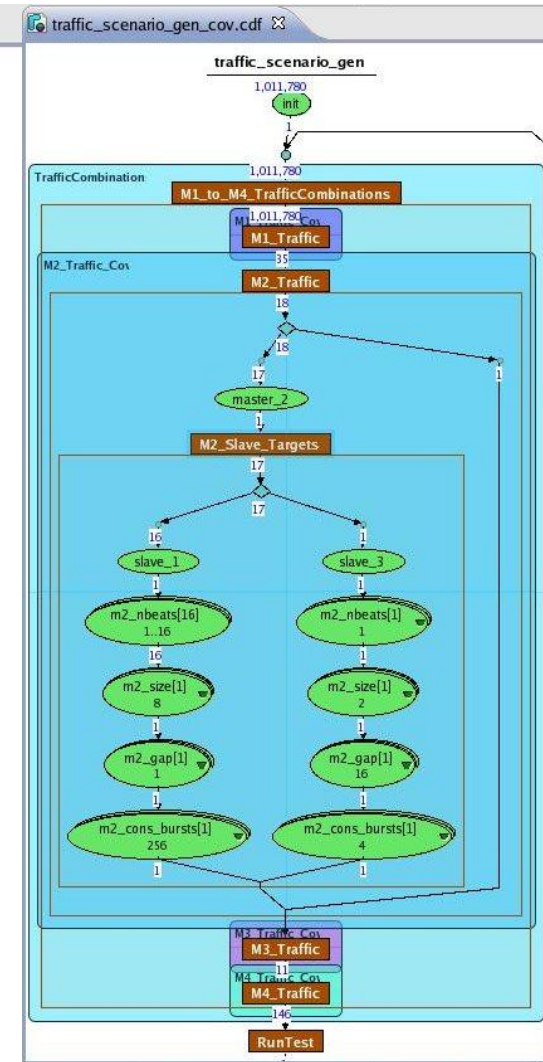 traffic_scenario_gen_cov.cdf
traffic_scenario_gen
1,011,780
init
1
1,011,780
TrafficCombination
M1_to_M4_TrafficCombinations
1,011,780
M1_Traffic_Cov
M1_Traffic
35
M2_Traffic_Cov
M2_Traffic
18
18
17 1
master_2
1
M2_Slave_Targets
17
17
16 1
slave_1 slave_3
1 1
m2_nbeats[16] m2_nbeats[1]
1..16 1
16 1
m2_size[1] m2_size[1]
8 2
1 1
m2_gap[1] m2_gap[1]
1 16
1 1
m2_cons_bursts[1] m2_cons_bursts[1]
256 4
1 1
M3_Traffic_Cov
M3_Traffic
11
M4_Traffic_Cov
M4_Traffic
146
RunTest